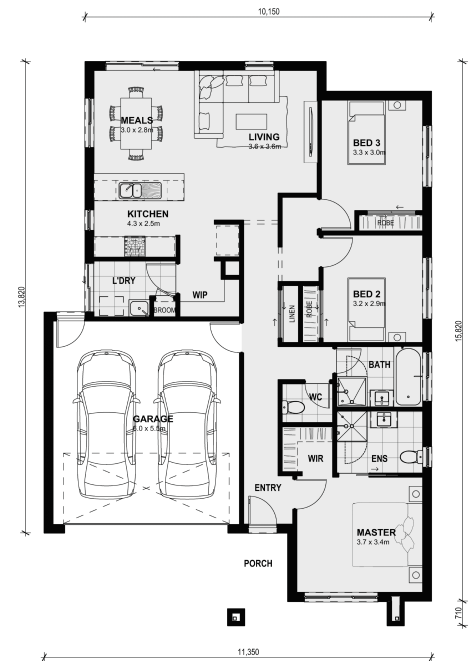 10,150
MEALS
3.0 x 2.8m
LIVING
3.6 x 3.6m
BED 3
3.3 x 3.0m
ROBE
KITCHEN
4.3 x 2.5m
L'DRY
WIP
BROOM
LINEN
ROBE
BED 2
3.2 x 2.9m
13,820
15,820
BATH
WC
GARAGE
6.0 x 5.5m
WIR
ENS
ENTRY
MASTER
3.7 x 3.4m
PORCH
710
11,350